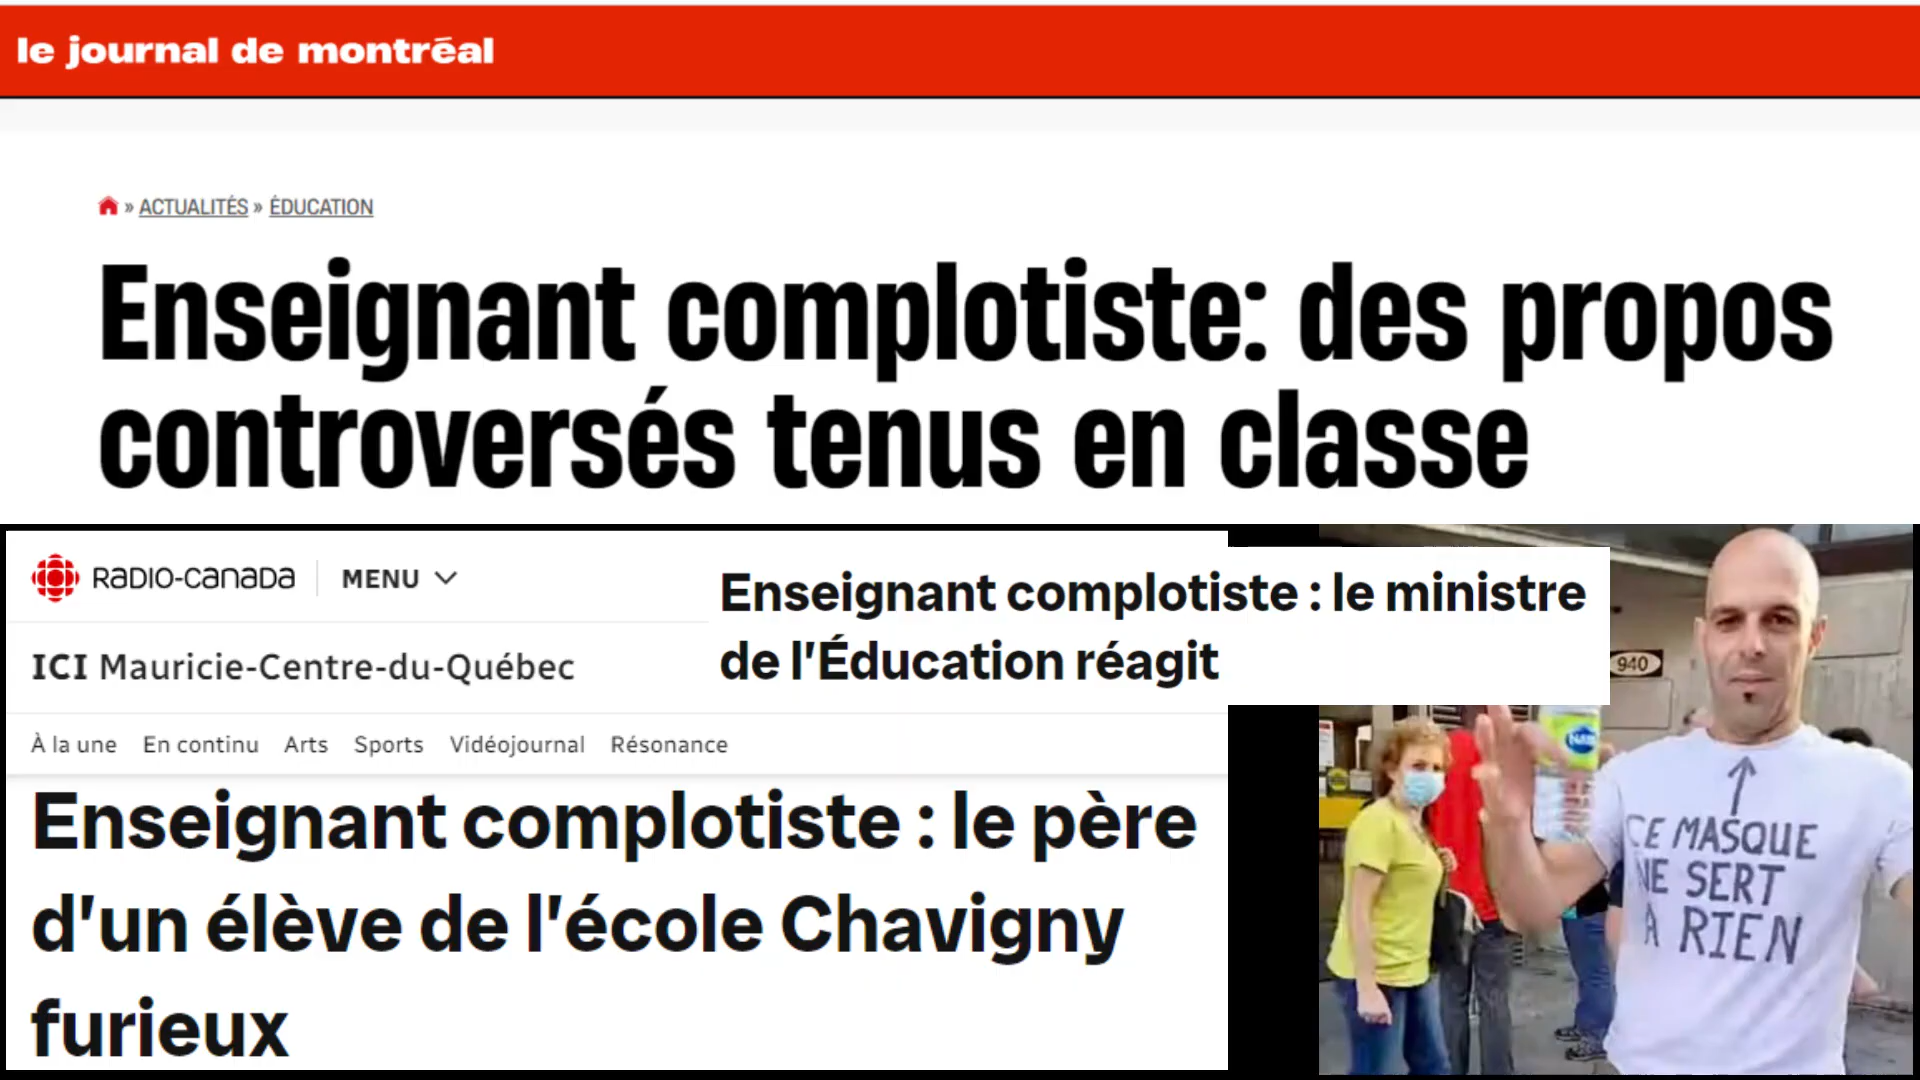 le journal de montréal
» ACTUALITÉS » ÉDUCATION
Enseignant complotiste: des propos
controversés tenus en classe
RADIO-CANADA MENU
ICI Mauricie-Centre-du-Québec
À la une En continu Arts Sports Vidéojournal Résonance
Enseignant complotiste : le ministre
de l'Éducation réagit
Enseignant complotiste : le père
d'un élève de l'école Chavigny
furieux
940
CE MASQUE
NE SERT
À RIEN